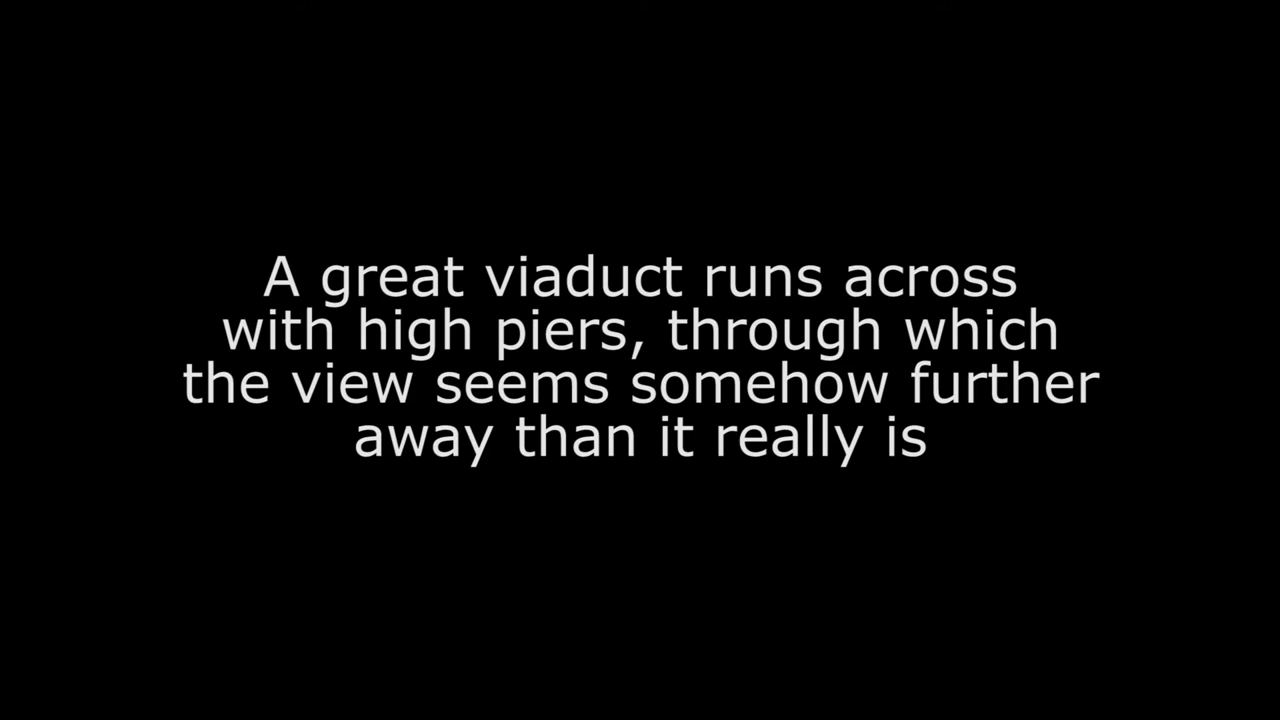 A great viaduct runs across
with high piers, through which
the view seems somehow further
away than it really is